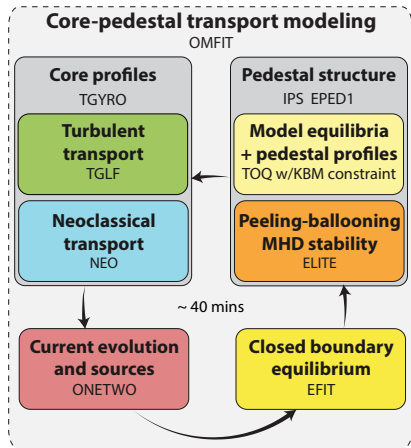 Core-pedestal transport modeling
OMFIT
Core profiles
TGYRO
Turbulent
transport
TGLF
Neoclassical
transport
NEO
Pedestal structure
IPS EPED1
Model equilibria
+ pedestal profiles
TOQ w/KBM constraint
Peeling-ballooning
MHD stability
ELITE
~ 40 mins
Current evolution
and sources
ONETWO
Closed boundary
equilibrium
EFIT